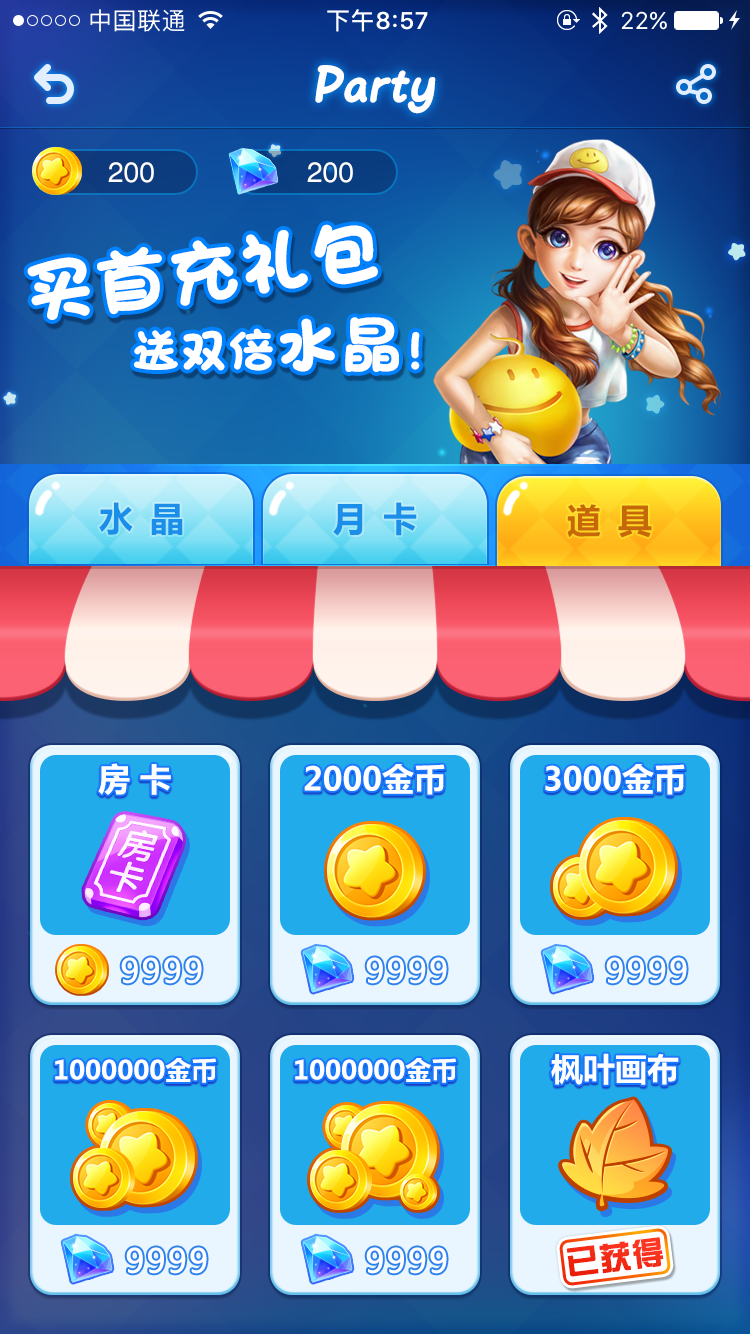 中国联通 下午8:57 22%
Party
200 200
买首充礼包
送双倍水晶!
水晶 月卡 道具
房卡 2000金币 3000金币
房卡
9999 9999 9999
1000000金币 1000000金币 枫叶画布
9999 9999 已获得